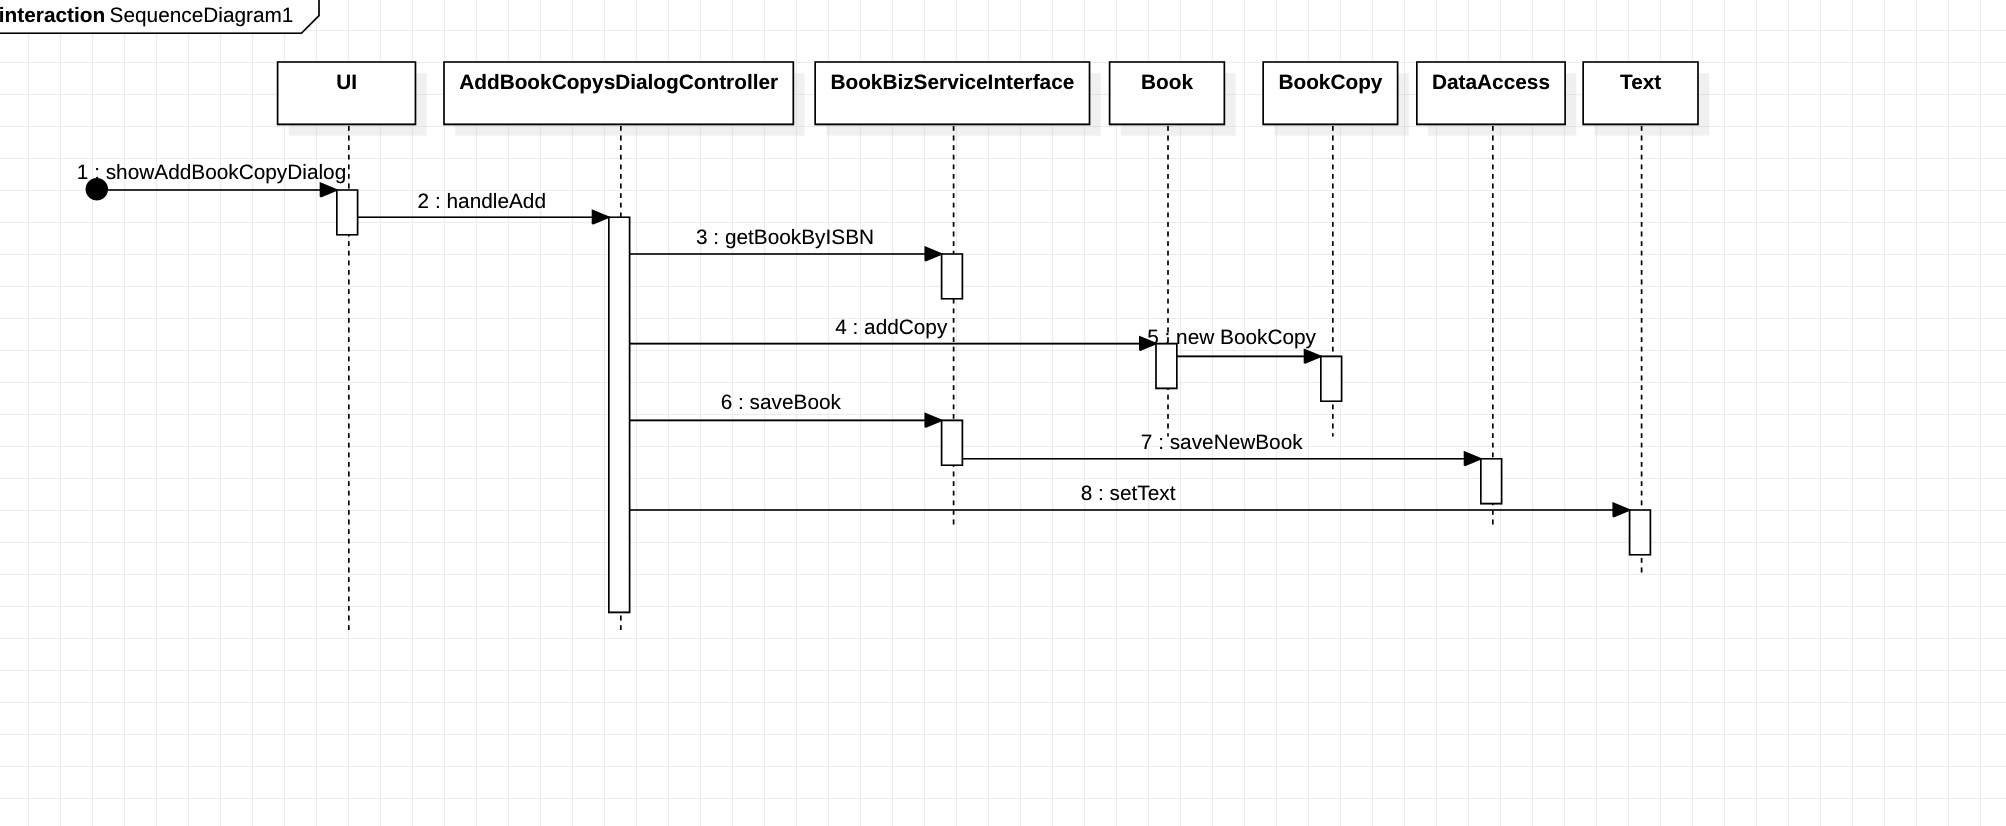 interaction SequenceDiagram1
UI
AddBookCopysDialogController
BookBizServiceInterface
Book
BookCopy
DataAccess
Text
1 : showAddBookCopyDialog
2 : handleAdd
3 : getBookByISBN
4 : addCopy
5 : new BookCopy
6 : saveBook
7 : saveNewBook
8 : setText